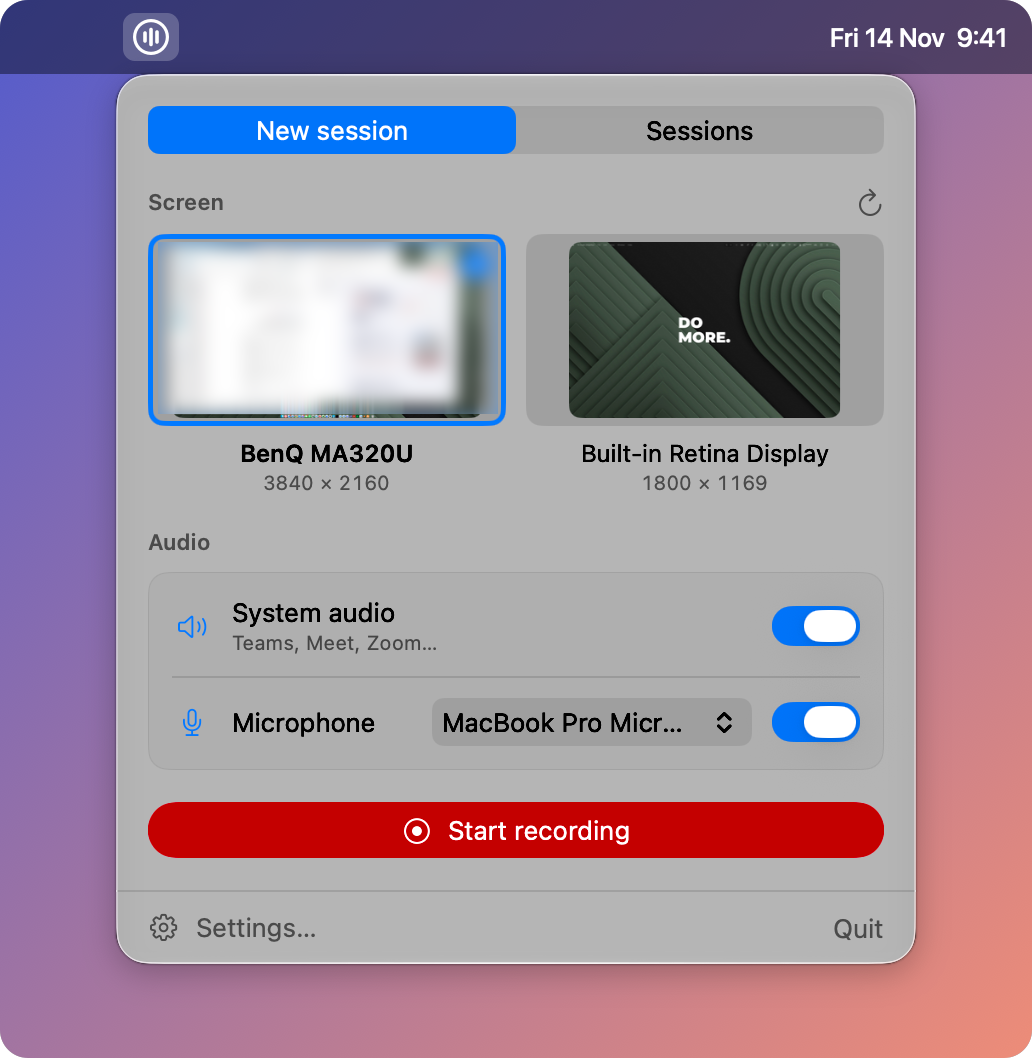 Fri 14 Nov 9:41
New session
Sessions
Screen
DO
MORE.
BenQ MA320U
3840 × 2160
Built-in Retina Display
1800 × 1169
Audio
System audio
Teams, Meet, Zoom...
Microphone
MacBook Pro Micr...
Start recording
Settings...
Quit